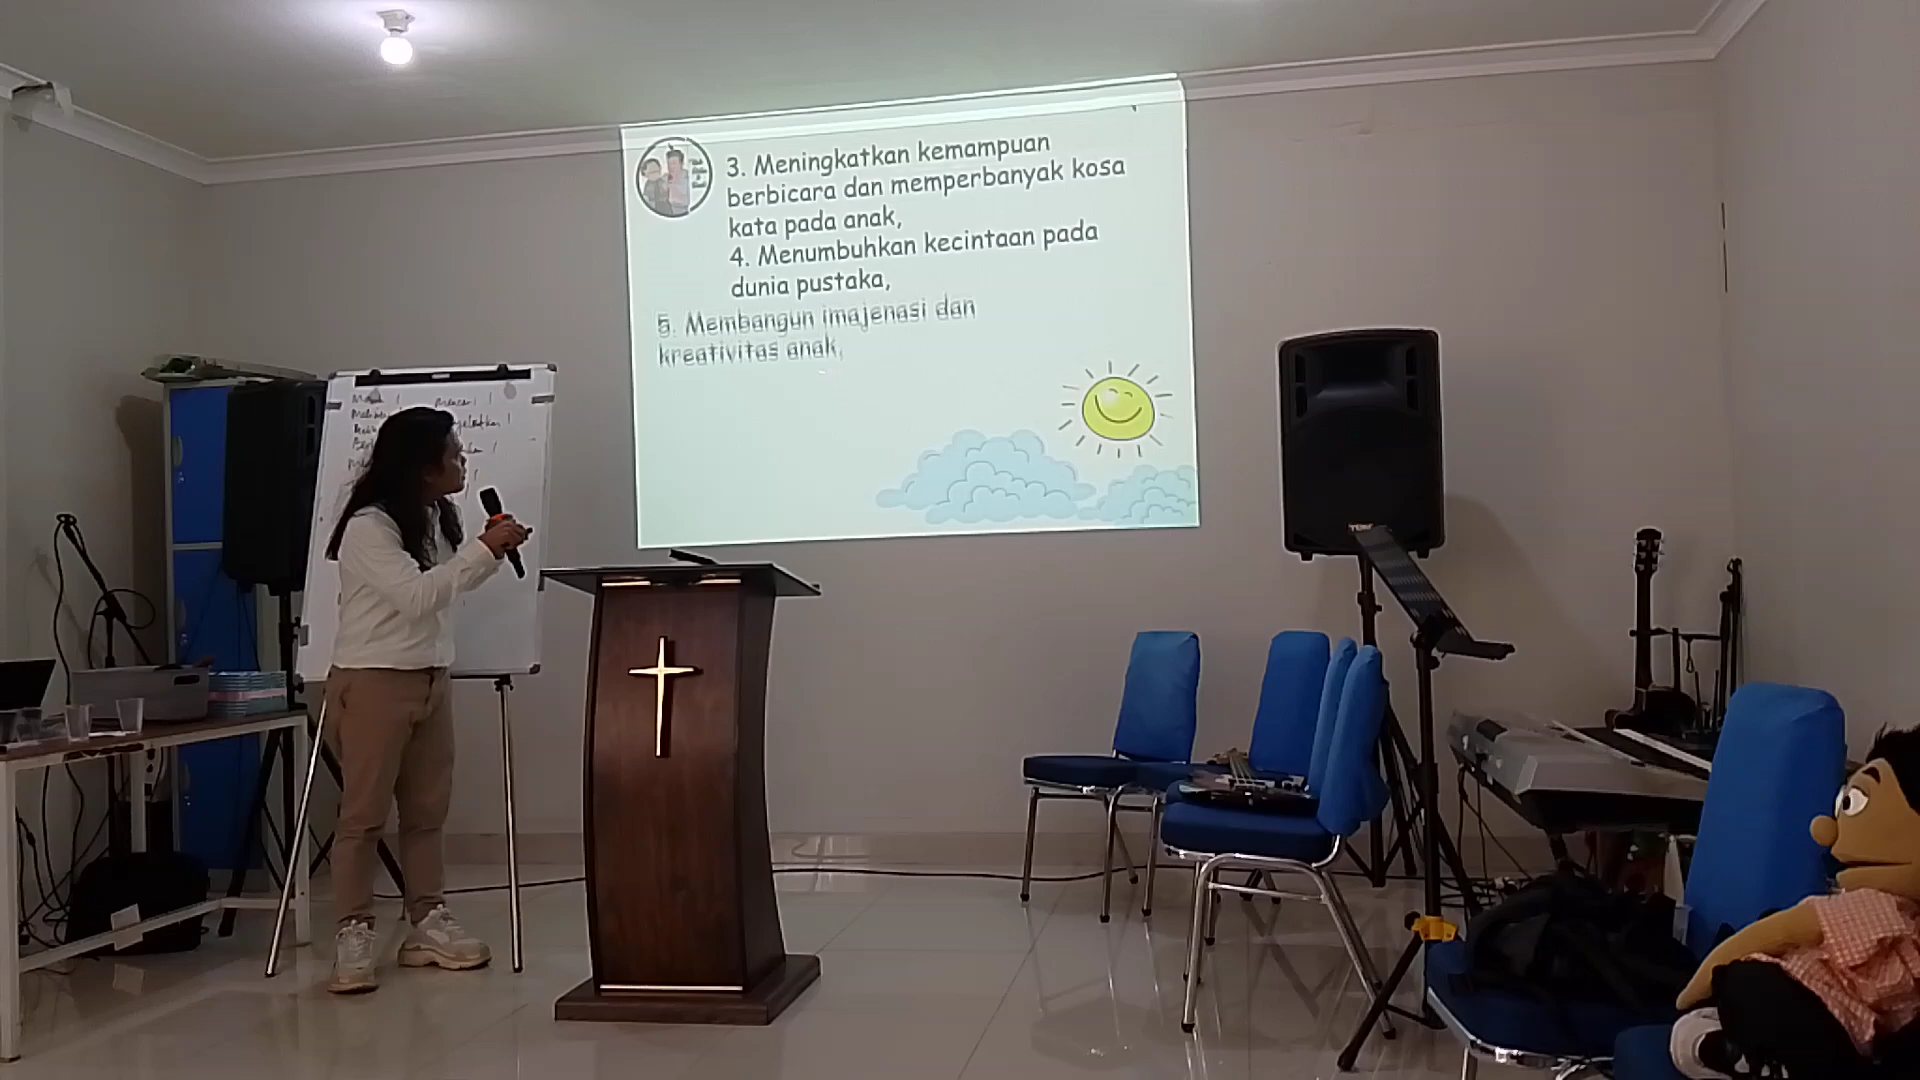 3. Meningkatkan kemampuan
berbicara dan memperbanyak kosa
kata pada anak,
4. Menumbuhkan kecintaan pada
dunia pustaka,
5. Membangun imajenasi dan
kreativitas anak,